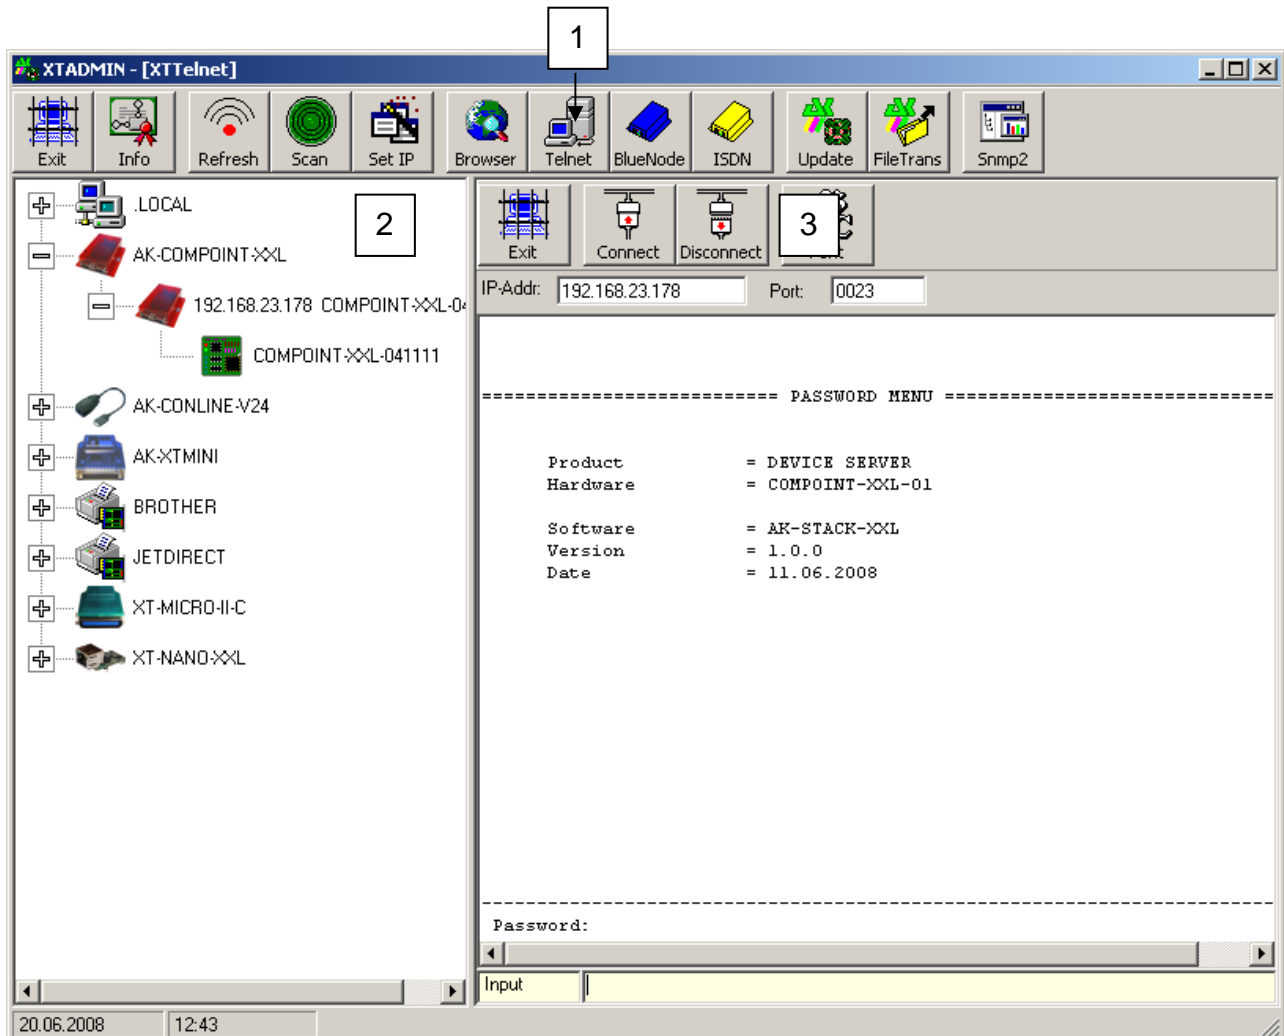 1
XTADMIN - [XTTelnet]
Exit Info Refresh Scan Set IP Browser Telnet BlueNode ISDN Update FileTrans Snmp2
.LOCAL
AK-COMPOINT-XXL
192.168.23.178 COMPOINT-XXL-04
COMPOINT-XXL-041111
AK-CONLINE-V24
AK-XTMINI
BROTHER
JETDIRECT
XT-MICRO-II-C
XT-NANO-XXL
2
3
Exit Connect Disconnect
IP-Addr: 192.168.23.178 Port: 0023
=========================== PASSWORD MENU ==============================
Product = DEVICE SERVER
Hardware = COMPOINT-XXL-01
Software = AK-STACK-XXL
Version = 1.0.0
Date = 11.06.2008
Password:
Input
20.06.2008 12:43